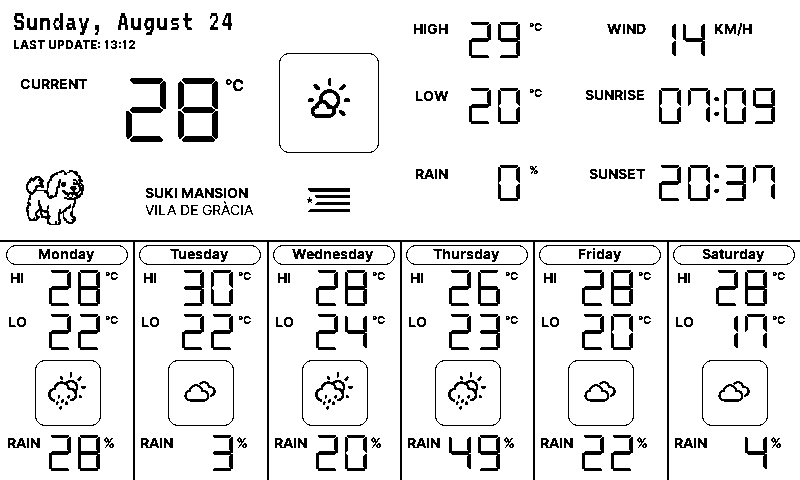 Sunday, August 24
LAST UPDATE: 13:12
CURRENT 28 °C
SUKI MANSION
VILA DE GRÀCIA
HIGH 29 °C
LOW 20 °C
RAIN 0 %
WIND 14 KM/H
SUNRISE 07:09
SUNSET 20:37
Monday
HI 28 °C
LO 22 °C
RAIN 28 %
Tuesday
HI 30 °C
LO 22 °C
RAIN 3 %
Wednesday
HI 28 °C
LO 24 °C
RAIN 20 %
Thursday
HI 26 °C
LO 23 °C
RAIN 49 %
Friday
HI 28 °C
LO 20 °C
RAIN 22 %
Saturday
HI 28 °C
LO 17 °C
RAIN 4 %